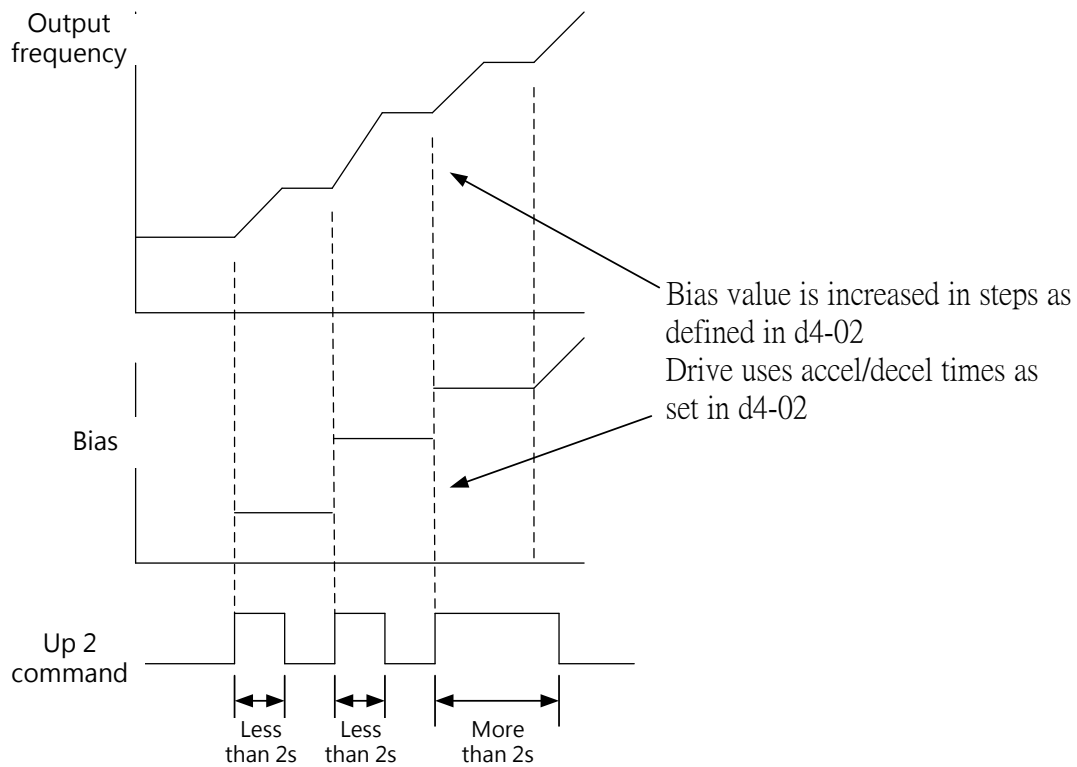 Output
frequency
Bias value is increased in steps as
defined in d4-02
Drive uses accel/decel times as
set in d4-02
Bias
Up 2
command
Less
than 2s
Less
than 2s
More
than 2s